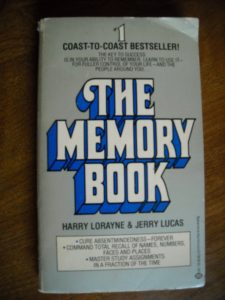 1
COAST-TO-COAST BESTSELLER!
THE KEY TO SUCCESS
IS IN YOUR ABILITY TO REMEMBER. LEARN TO USE IT-
FOR FULLER CONTROL OF YOUR LIFE-AND THE
PEOPLE AROUND YOU.
THE
MEMORY
BOOK
HARRY LORAYNE & JERRY LUCAS
• CURE ABSENTMINDEDNESS-FOREVER
• COMMAND TOTAL RECALL OF NAMES, NUMBERS,
FACES AND PLACES
• MASTER STUDY ASSIGNMENTS
IN A FRACTION OF THE TIME